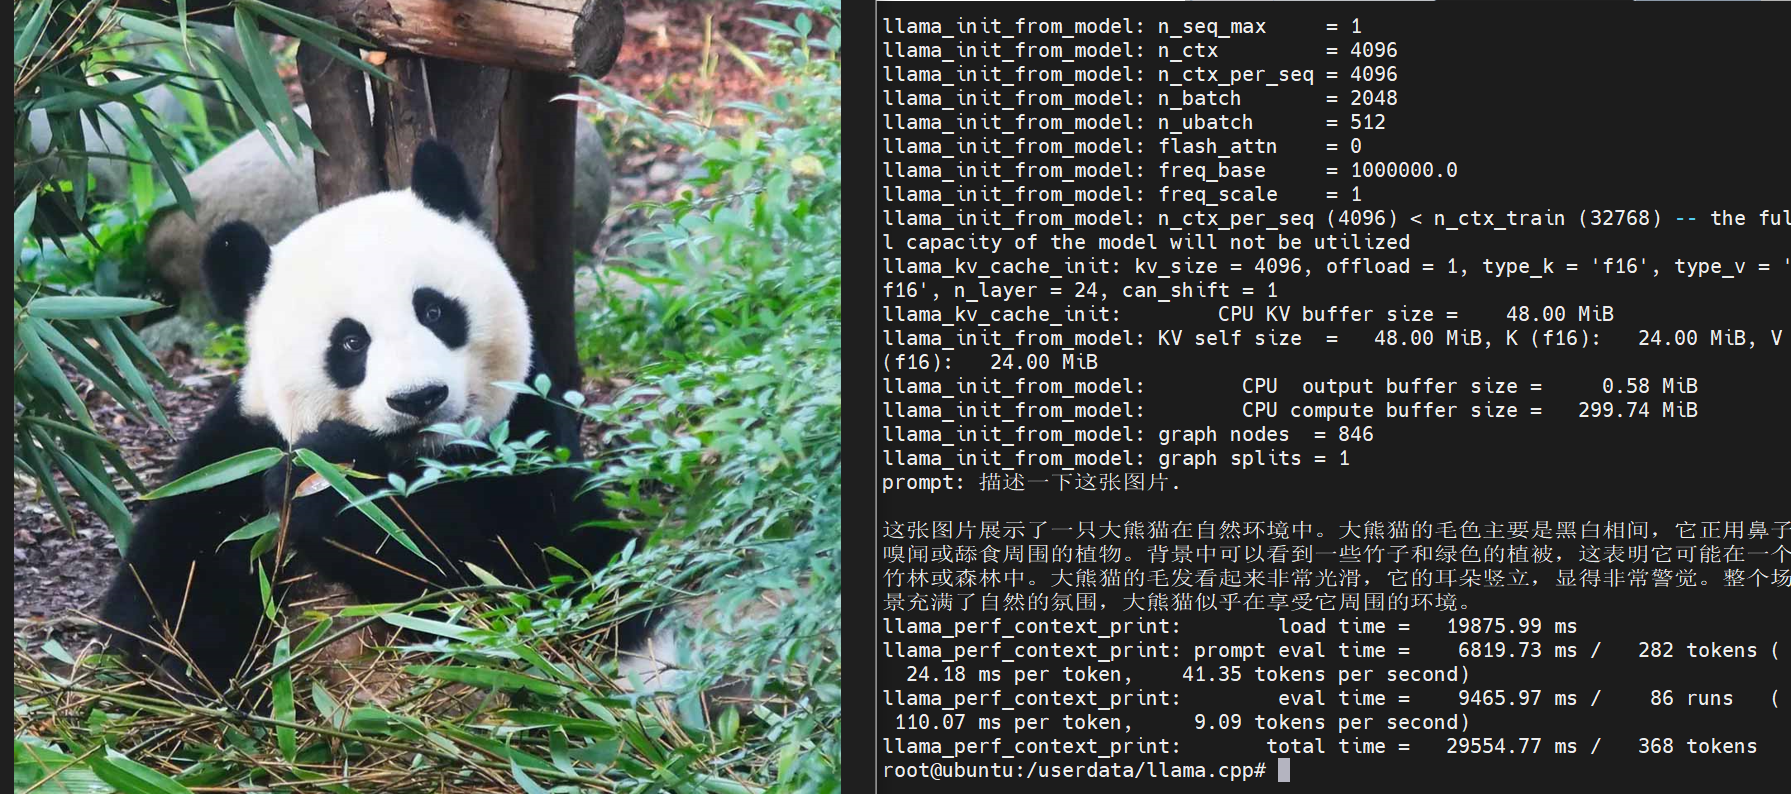 llama_init_from_model: n_seq_max     = 1
llama_init_from_model: n_ctx         = 4096
llama_init_from_model: n_ctx_per_seq = 4096
llama_init_from_model: n_batch       = 2048
llama_init_from_model: n_ubatch      = 512
llama_init_from_model: flash_attn    = 0
llama_init_from_model: freq_base     = 1000000.0
llama_init_from_model: freq_scale    = 1
llama_init_from_model: n_ctx_per_seq (4096) < n_ctx_train (32768) -- the ful
l capacity of the model will not be utilized
llama_kv_cache_init: kv_size = 4096, offload = 1, type_k = 'f16', type_v = '
f16', n_layer = 24, can_shift = 1
llama_kv_cache_init:        CPU KV buffer size =    48.00 MiB
llama_init_from_model: KV self size  =   48.00 MiB, K (f16):   24.00 MiB, V
(f16):   24.00 MiB
llama_init_from_model:        CPU  output buffer size =     0.58 MiB
llama_init_from_model:        CPU compute buffer size =   299.74 MiB
llama_init_from_model: graph nodes  = 846
llama_init_from_model: graph splits = 1
prompt: 描述一下这张图片.
这张图片展示了一只大熊猫在自然环境中。大熊猫的毛色主要是黑白相间，它正用鼻子
嗅闻或舔食周围的植物。背景中可以看到一些竹子和绿色的植被，这表明它可能在一个
竹林或森林中。大熊猫的毛发看起来非常光滑，它的耳朵竖立，显得非常警觉。整个场
景充满了自然的氛围，大熊猫似乎在享受它周围的环境。
llama_perf_context_print:        load time =   19875.99 ms
llama_perf_context_print: prompt eval time =    6819.73 ms /   282 tokens (
  24.18 ms per token,    41.35 tokens per second)
llama_perf_context_print:        eval time =    9465.97 ms /    86 runs   (
 110.07 ms per token,     9.09 tokens per second)
llama_perf_context_print:       total time =   29554.77 ms /   368 tokens
root@ubuntu:/userdata/llama.cpp#